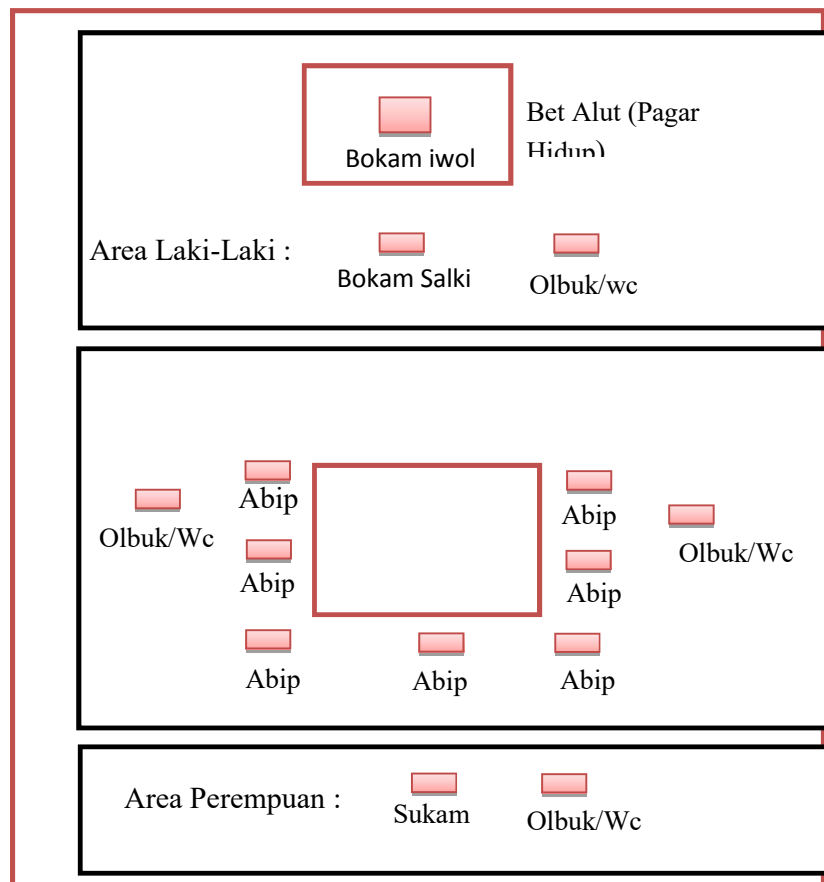 Bet Alut (Pagar
Hidup)
Bokam iwol
Area Laki-Laki :
Bokam Salki
Olbuk/wc
Abip
Abip
Olbuk/Wc
Olbuk/Wc
Abip
Abip
Abip
Abip
Abip
Area Perempuan :
Sukam
Olbuk/Wc